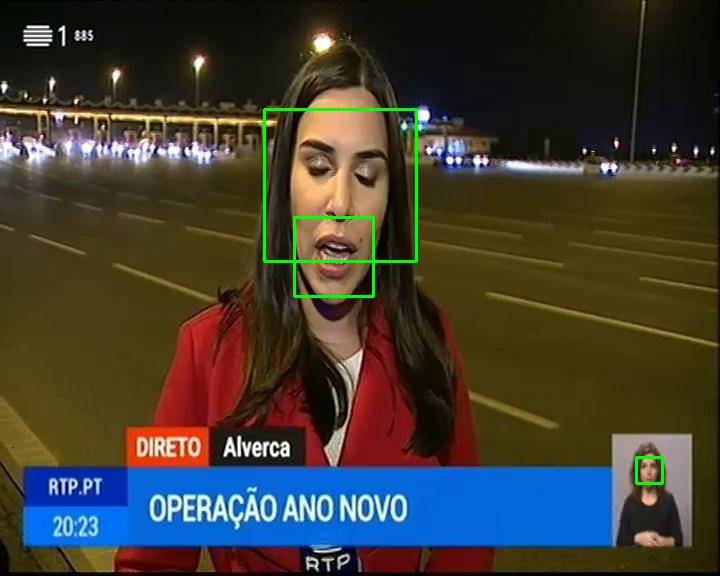 1 885
DIRETO Alverca
RTP.PT
OPERAÇÃO ANO NOVO
20:23
RTP